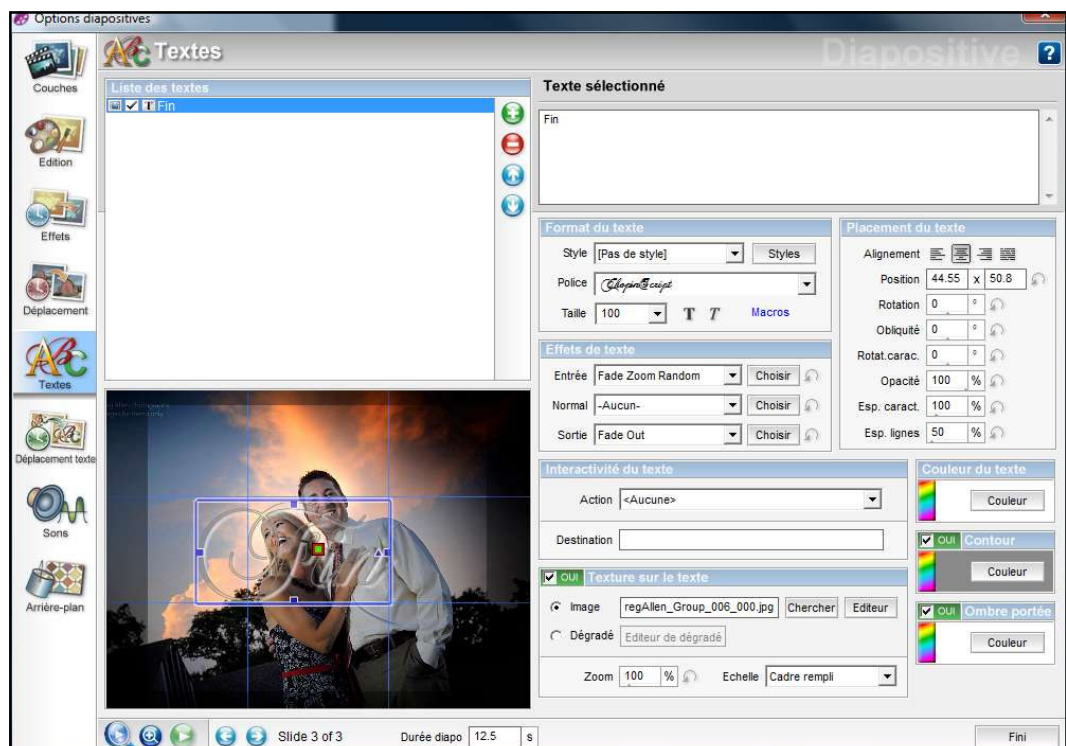 Options diapositives
Textes
Diapositive
?
Couches
Edition
Effets
Déplacement
Textes
Déplacement texte
Sons
Arrière-plan
Liste des textes
T Fin
Fin
Texte sélectionné
Fin
Format du texte
Style [Pas de style] Styles
Police ChopinScript
Taille 100 T T Macros
Placement du texte
Alignement
Position 44.55 x 50.8
Rotation 0 °
Obliquité 0 °
Rotat.carac. 0 °
Opacité 100 %
Esp. caract. 100 %
Esp. lignes 50 %
Effets de texte
Entrée Fade Zoom Random Choisir
Normal -Aucun- Choisir
Sortie Fade Out Choisir
Interactivité du texte
Action <Aucune>
Destination
Couleur du texte
Couleur
OUI Contour
Couleur
OUI Ombre portée
Couleur
OUI Texture sur le texte
Image regAllen_Group_006_000.jpg Chercher Editeur
Dégradé Editeur de dégradé
Zoom 100 % Echelle Cadre rempli
Slide 3 of 3
Durée diapo 12.5 s
Fini